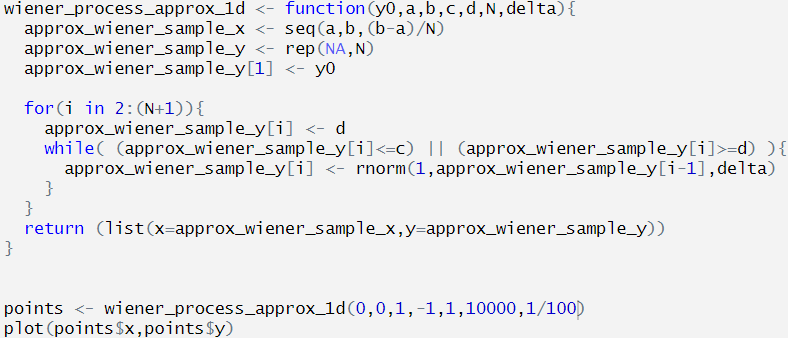 wiener_process_approx_1d <- function(y0,a,b,c,d,N,delta){
  approx_wiener_sample_x <- seq(a,b,(b-a)/N)
  approx_wiener_sample_y <- rep(NA,N)
  approx_wiener_sample_y[1] <- y0

  for(i in 2:(N+1)){
    approx_wiener_sample_y[i] <- d
    while( (approx_wiener_sample_y[i]<=c) || (approx_wiener_sample_y[i]>=d) ){
      approx_wiener_sample_y[i] <- rnorm(1,approx_wiener_sample_y[i-1],delta)
    }
  }
  return (list(x=approx_wiener_sample_x,y=approx_wiener_sample_y))
}

points <- wiener_process_approx_1d(0,0,1,-1,1,10000,1/100)
plot(points$x,points$y)